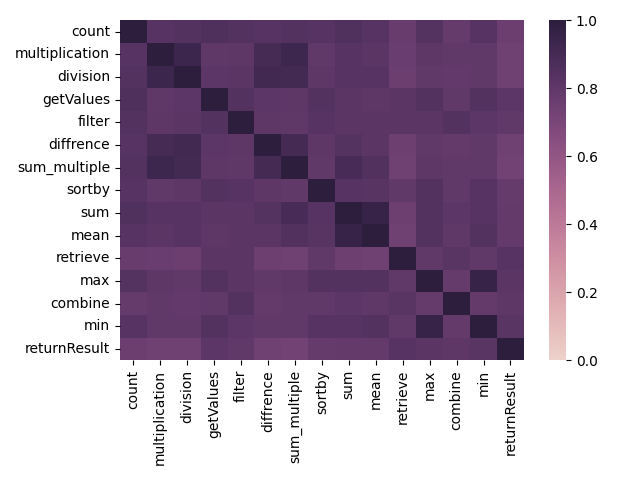 count
multiplication
division
getValues
filter
diffrence
sum_multiple
sortby
sum
mean
retrieve
max
combine
min
returnResult
count
multiplication
division
getValues
filter
diffrence
sum_multiple
sortby
sum
mean
retrieve
max
combine
min
returnResult
1.0
0.8
0.6
0.4
0.2
0.0